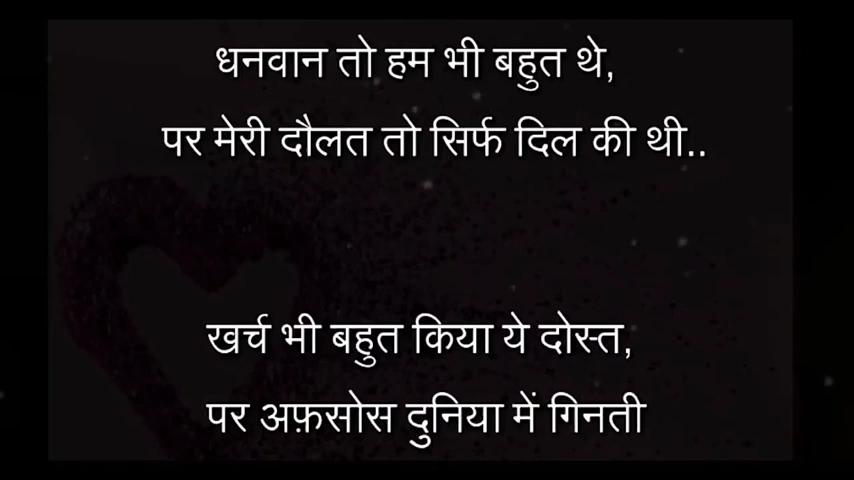 धनवान तो हम भी बहुत थे,
पर मेरी दौलत तो सिर्फ दिल की थी..
खर्च भी बहुत किया ये दोस्त,
पर अफ़सोस दुनिया में गिनती